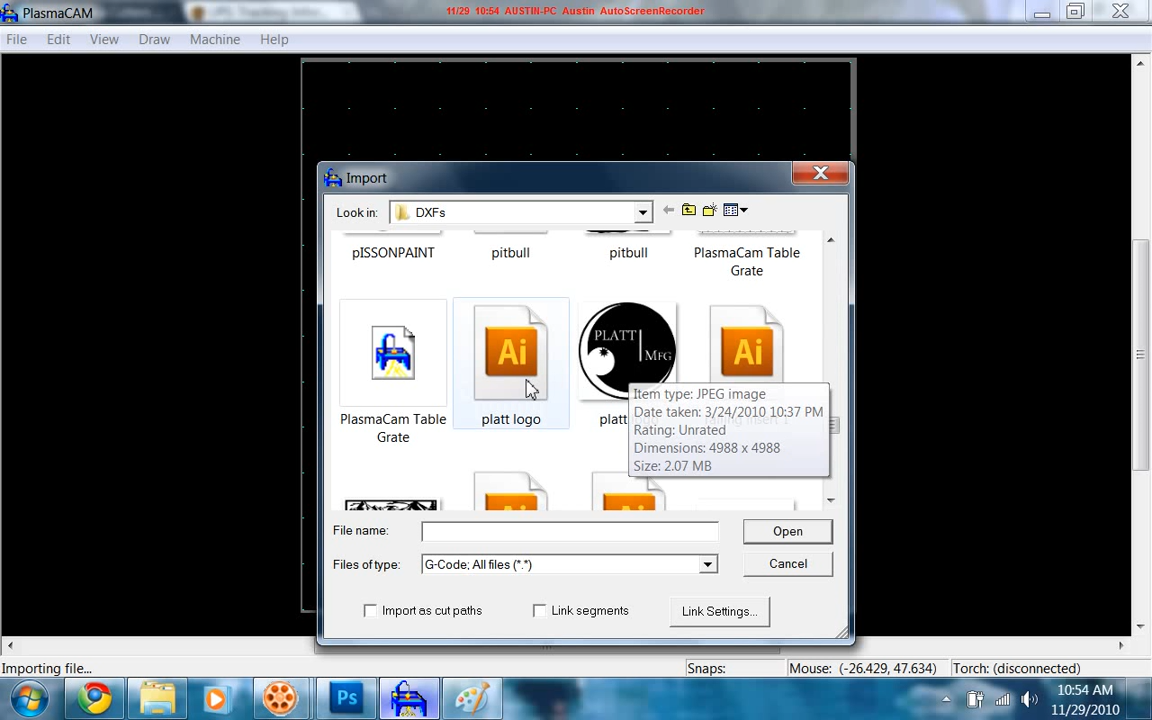 PlasmaCAM
11/29 10:54 AUSTIN-PC Austin AutoScreenRecorder
File Edit View Draw Machine Help
Import
Look in: DXFs
pISSONPAINT
pitbull
pitbull
PlasmaCam Table
Grate
Ai
PLATT
MFG
Ai
PlasmaCam Table
Grate
platt logo
platt
Item type: JPEG image
Date taken: 3/24/2010 10:37 PM
Rating: Unrated
Dimensions: 4988 x 4988
Size: 2.07 MB
File name:
Open
Files of type: G-Code; All files (*.*)
Cancel
Import as cut paths
Link segments
Link Settings...
Importing file...
Snaps:
Mouse: (-26.429, 47.634)
Torch: (disconnected)
Ps
10:54 AM
11/29/2010